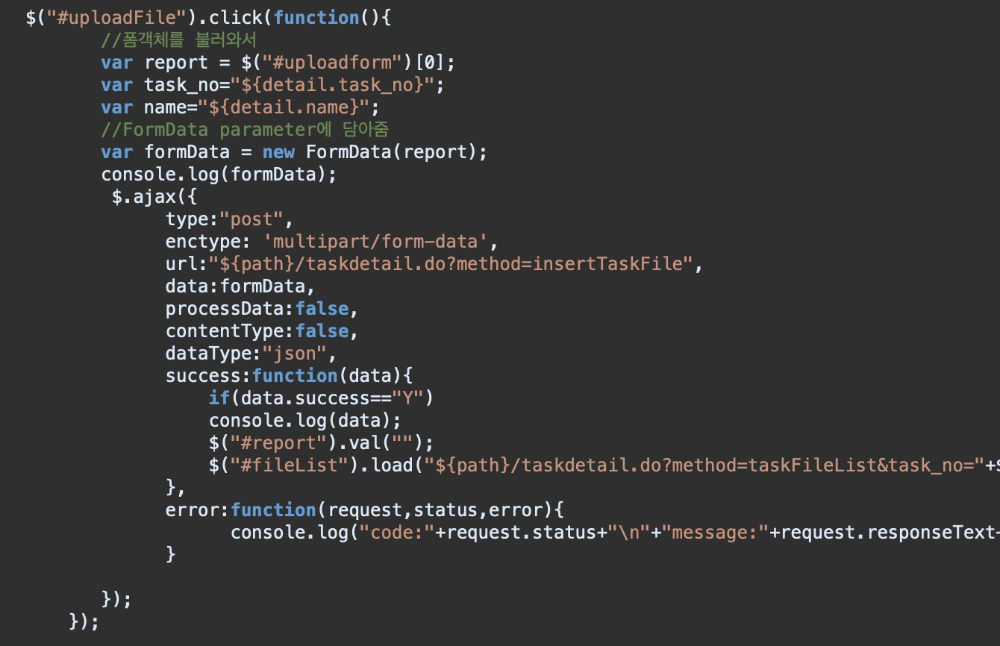 $("#uploadFile").click(function(){
//폼객체를 불러와서
var report = $("#uploadform")[0];
var task_no="${detail.task_no}";
var name="${detail.name}";
//FormData parameter에 담아줌
var formData = new FormData(report);
console.log(formData);
$.ajax({
type:"post",
enctype: 'multipart/form-data',
url:"${path}/taskdetail.do?method=insertTaskFile",
data:formData,
processData:false,
contentType:false,
dataType:"json",
success:function(data){
if(data.success=="Y")
console.log(data);
$("#report").val("");
$("#fileList").load("${path}/taskdetail.do?method=taskFileList&task_no="+$
},
error:function(request,status,error){
console.log("code:"+request.status+"\n"+"message:"+request.responseText+
}
});
});